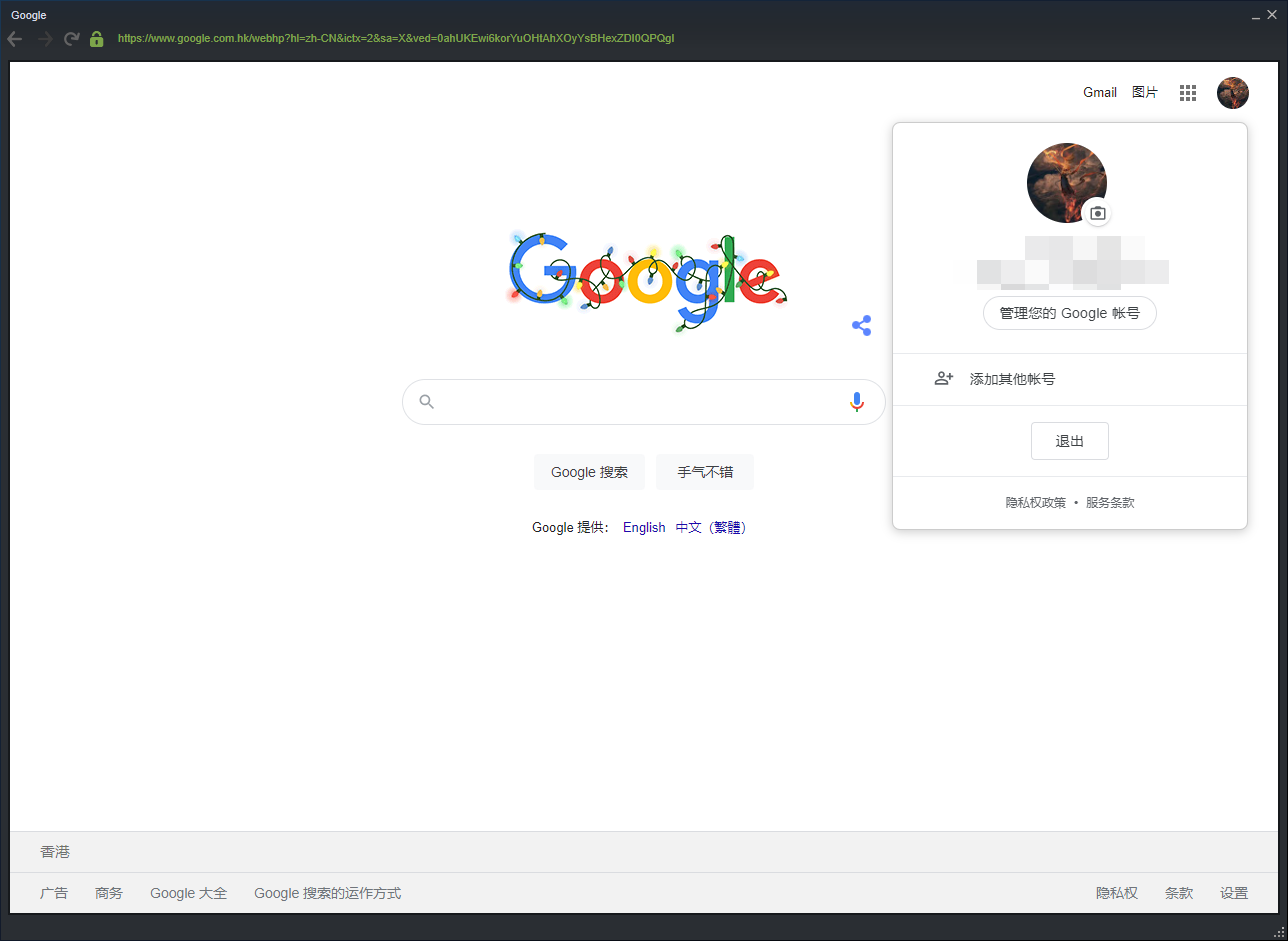 Google
https://www.google.com.hk/webhp?hl=zh-CN&ictx=2&sa=X&ved=0ahUKEwi6korYuOHtAhXOyYsBHexZDI0QPQgI
Gmail 图片
Google
管理您的 Google 帐号
添加其他帐号
退出
隐私权政策 • 服务条款
Google 搜索 手气不错
Google 提供： English 中文（繁體）
香港
广告 商务 Google 大全 Google 搜索的运作方式 隐私权 条款 设置